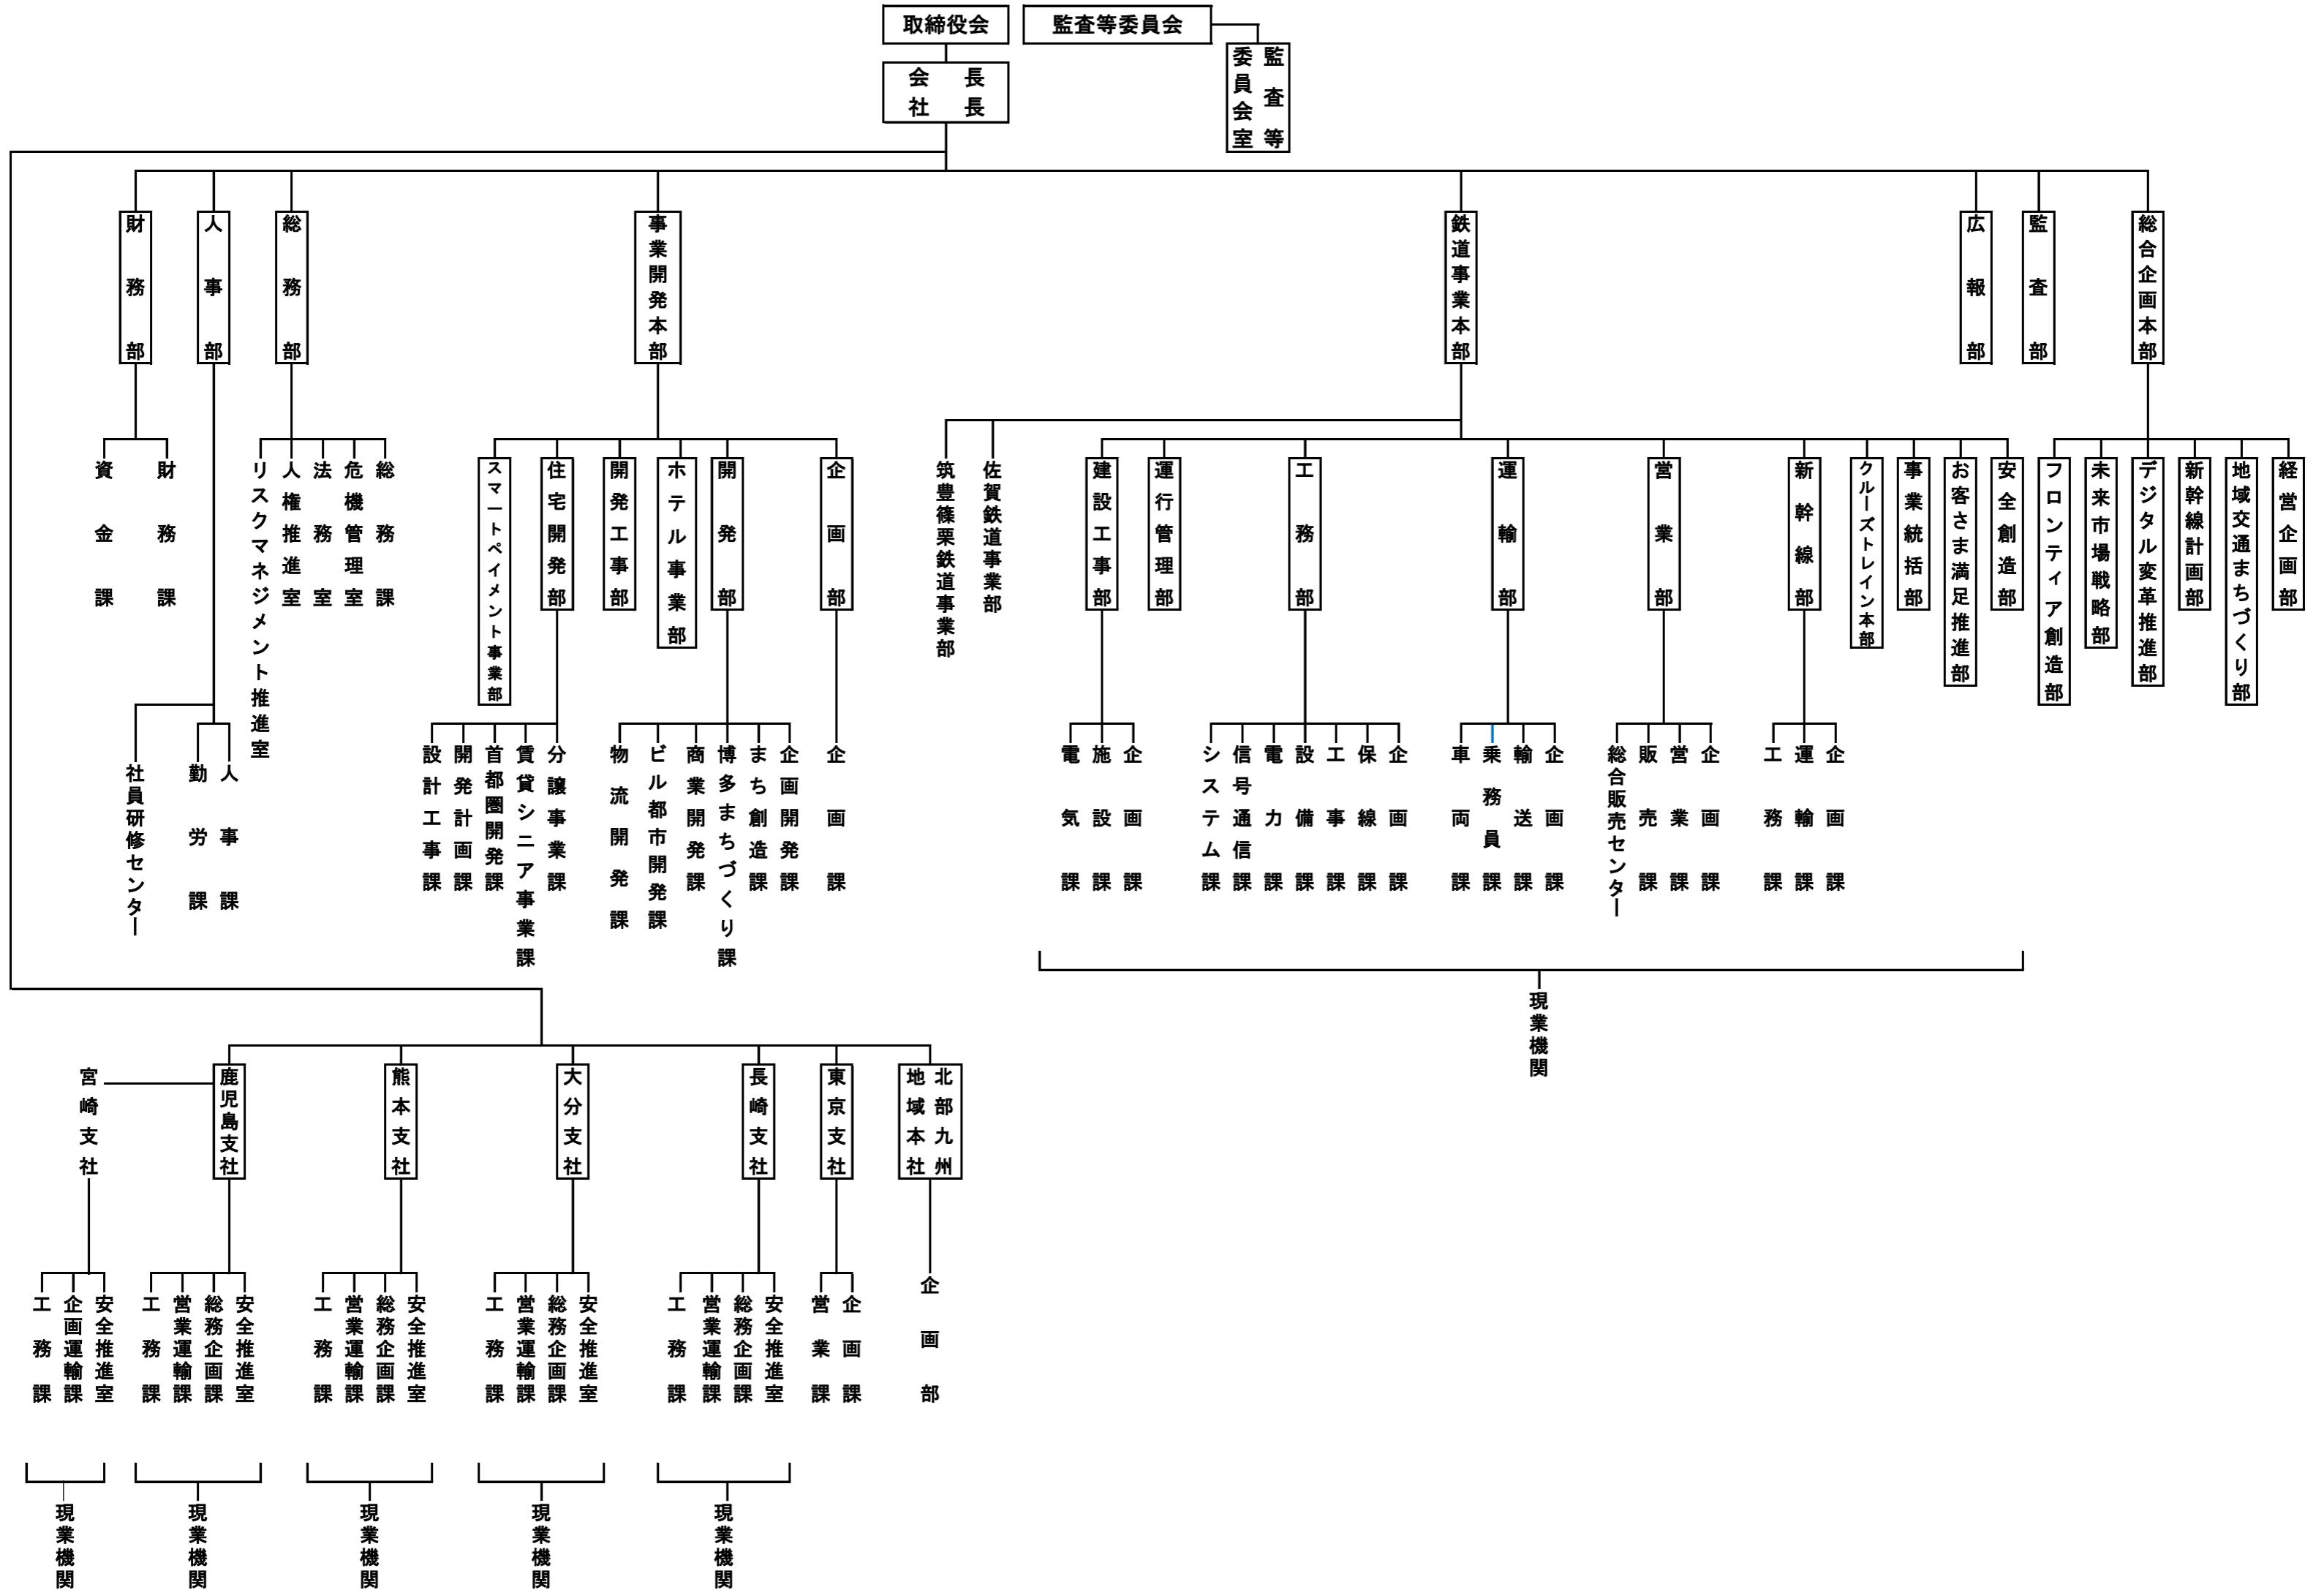 取締役会
監査等委員会
監査等
委員会室
会長
社長
総合企画本部
監査部
広報部
鉄道事業本部
事業開発本部
総務部
人事部
財務部
経営企画部
地域交通まちづくり部
新幹線計画部
デジタル変革推進部
未来市場戦略部
フロンティア創造部
安全創造部
お客さま満足推進部
事業統括部
クルーズトレイン本部
新幹線部
営業部
運輸部
工務部
運行管理部
建設工事部
佐賀鉄道事業部
筑豊篠栗鉄道事業部
企画部
開発部
ホテル事業部
開発工事部
住宅開発部
スマートペイメント事業部
総務課
危機管理室
法務室
人権推進室
リスクマネジメント推進室
財務課
資金課
企画課
運輸課
工務課
企画課
営業課
販売課
総合販売センター
企画課
輸送課
乗務員課
車両課
企画課
保線課
工事課
設備課
電力課
信号通信課
システム課
企画課
施設課
電気課
企画課
企画開発課
まち創造課
博多まちづくり課
商業開発課
ビル都市開発課
物流開発課
分譲事業課
賃貸シニア事業課
首都圏開発課
開発計画課
設計工事課
人事課
勤労課
社員研修センター
現業機関
北部九州
地域本社
東京支社
長崎支社
大分支社
熊本支社
鹿児島支社
宮崎支社
企画部
企画課
営業課
安全推進室
総務企画課
営業運輸課
工務課
安全推進室
総務企画課
営業運輸課
工務課
安全推進室
総務企画課
営業運輸課
工務課
安全推進室
総務企画課
営業運輸課
工務課
安全推進室
企画運輸課
工務課
現業機関
現業機関
現業機関
現業機関
現業機関